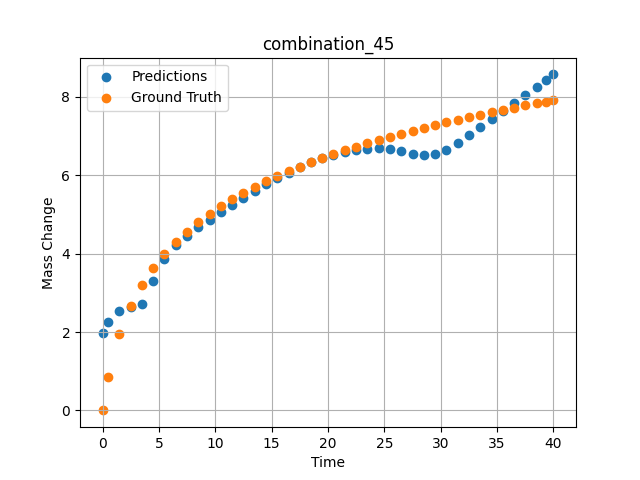 combination_45
Predictions
Ground Truth
Mass Change
8
6
4
2
0
0 5 10 15 20 25 30 35 40
Time